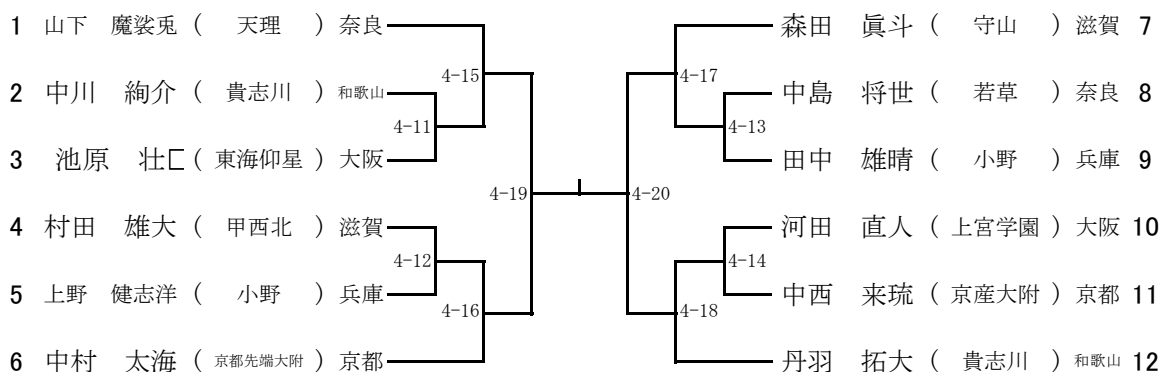 1 山下 魔裟兎 ( 天理 ) 奈良
4-15
2 中川 絢介 ( 貴志川 ) 和歌山
4-11
3 池原 壮匚 ( 東海仰星 ) 大阪
4-19
4 村田 雄大 ( 甲西北 ) 滋賀
4-12
5 上野 健志洋 ( 小野 ) 兵庫
4-16
6 中村 太海 ( 京都先端大附 ) 京都
森田 眞斗 ( 守山 ) 滋賀 7
4-17
中島 将世 ( 若草 ) 奈良 8
4-13
田中 雄晴 ( 小野 ) 兵庫 9
4-20
河田 直人 ( 上宮学園 ) 大阪 10
4-14
中西 来琉 ( 京産大附 ) 京都 11
4-18
丹羽 拓大 ( 貴志川 ) 和歌山 12